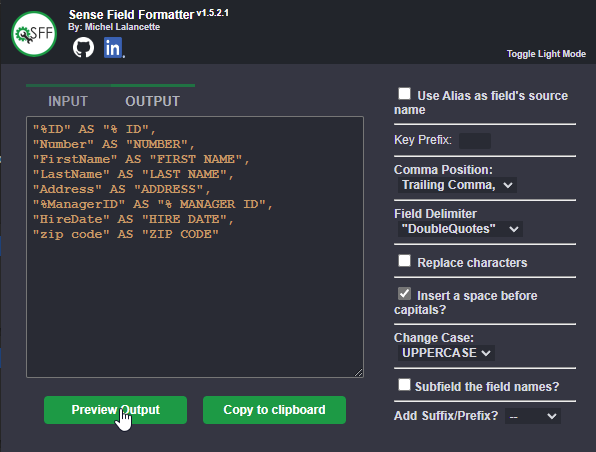 SFF
Sense Field Formatter v1.5.2.1
By: Michel Lalancette
in
Toggle Light Mode
INPUT
OUTPUT
"%ID" AS "% ID",
"Number" AS "NUMBER",
"FirstName" AS "FIRST NAME",
"LastName" AS "LAST NAME",
"Address" AS "ADDRESS",
"%ManagerID" AS "% MANAGER ID",
"HireDate" AS "HIRE DATE",
"zip code" AS "ZIP CODE"
Preview Output
Copy to clipboard
Use Alias as field's source
name
Key Prefix:
Comma Position:
Trailing Comma,
Field Delimiter
"DoubleQuotes"
Replace characters
Insert a space before
capitals?
Change Case:
UPPERCASE
Subfield the field names?
Add Suffix/Prefix? --